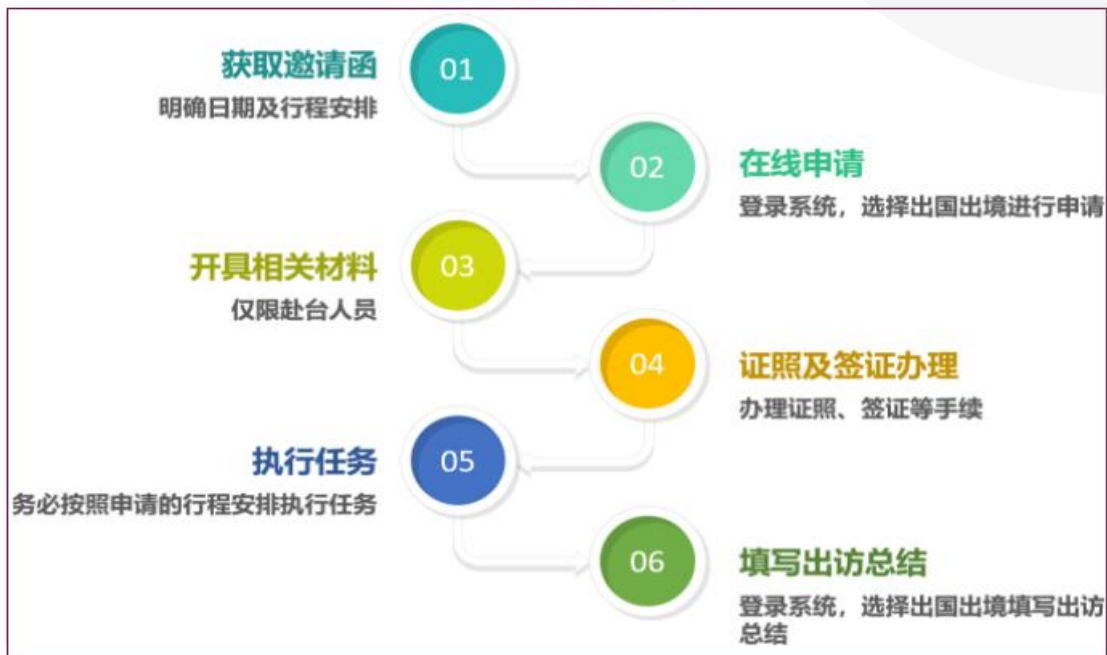 获取邀请函
01
明确日期及行程安排
02
在线申请
登录系统，选择出国出境进行申请
开具相关材料
03
仅限赴台人员
04
证照及签证办理
办理证照、签证等手续
执行任务
05
务必按照申请的行程安排执行任务
06
填写出访总结
登录系统，选择出国出境填写出访
总结